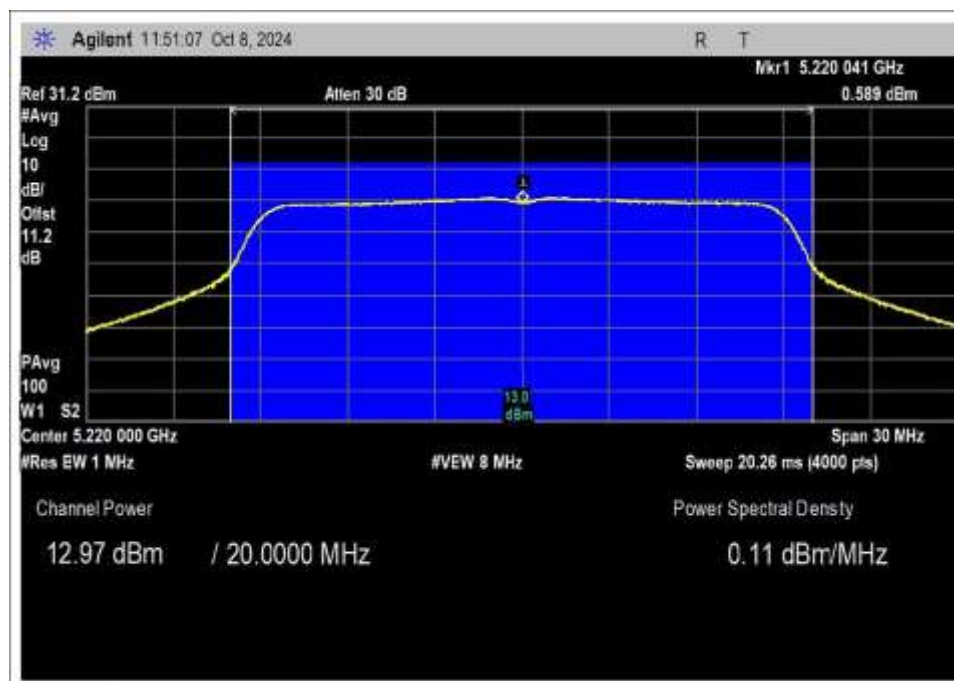 Agilent 11:51:07 Oct 8, 2024 R T
Mkr1 5.220 041 GHz
Ref 31.2 dBm Atten 30 dB 0.589 dBm
#Avg
Log
10
dB/
Offst
11.2
dB
1
PAvg
100
13.0
dBm
W1 S2
Center 5.220 000 GHz Span 30 MHz
#Res EW 1 MHz #VEW 8 MHz Sweep 20.26 ms (4000 pts)
Channel Power Power Spectral Density
12.97 dBm / 20.0000 MHz 0.11 dBm/MHz